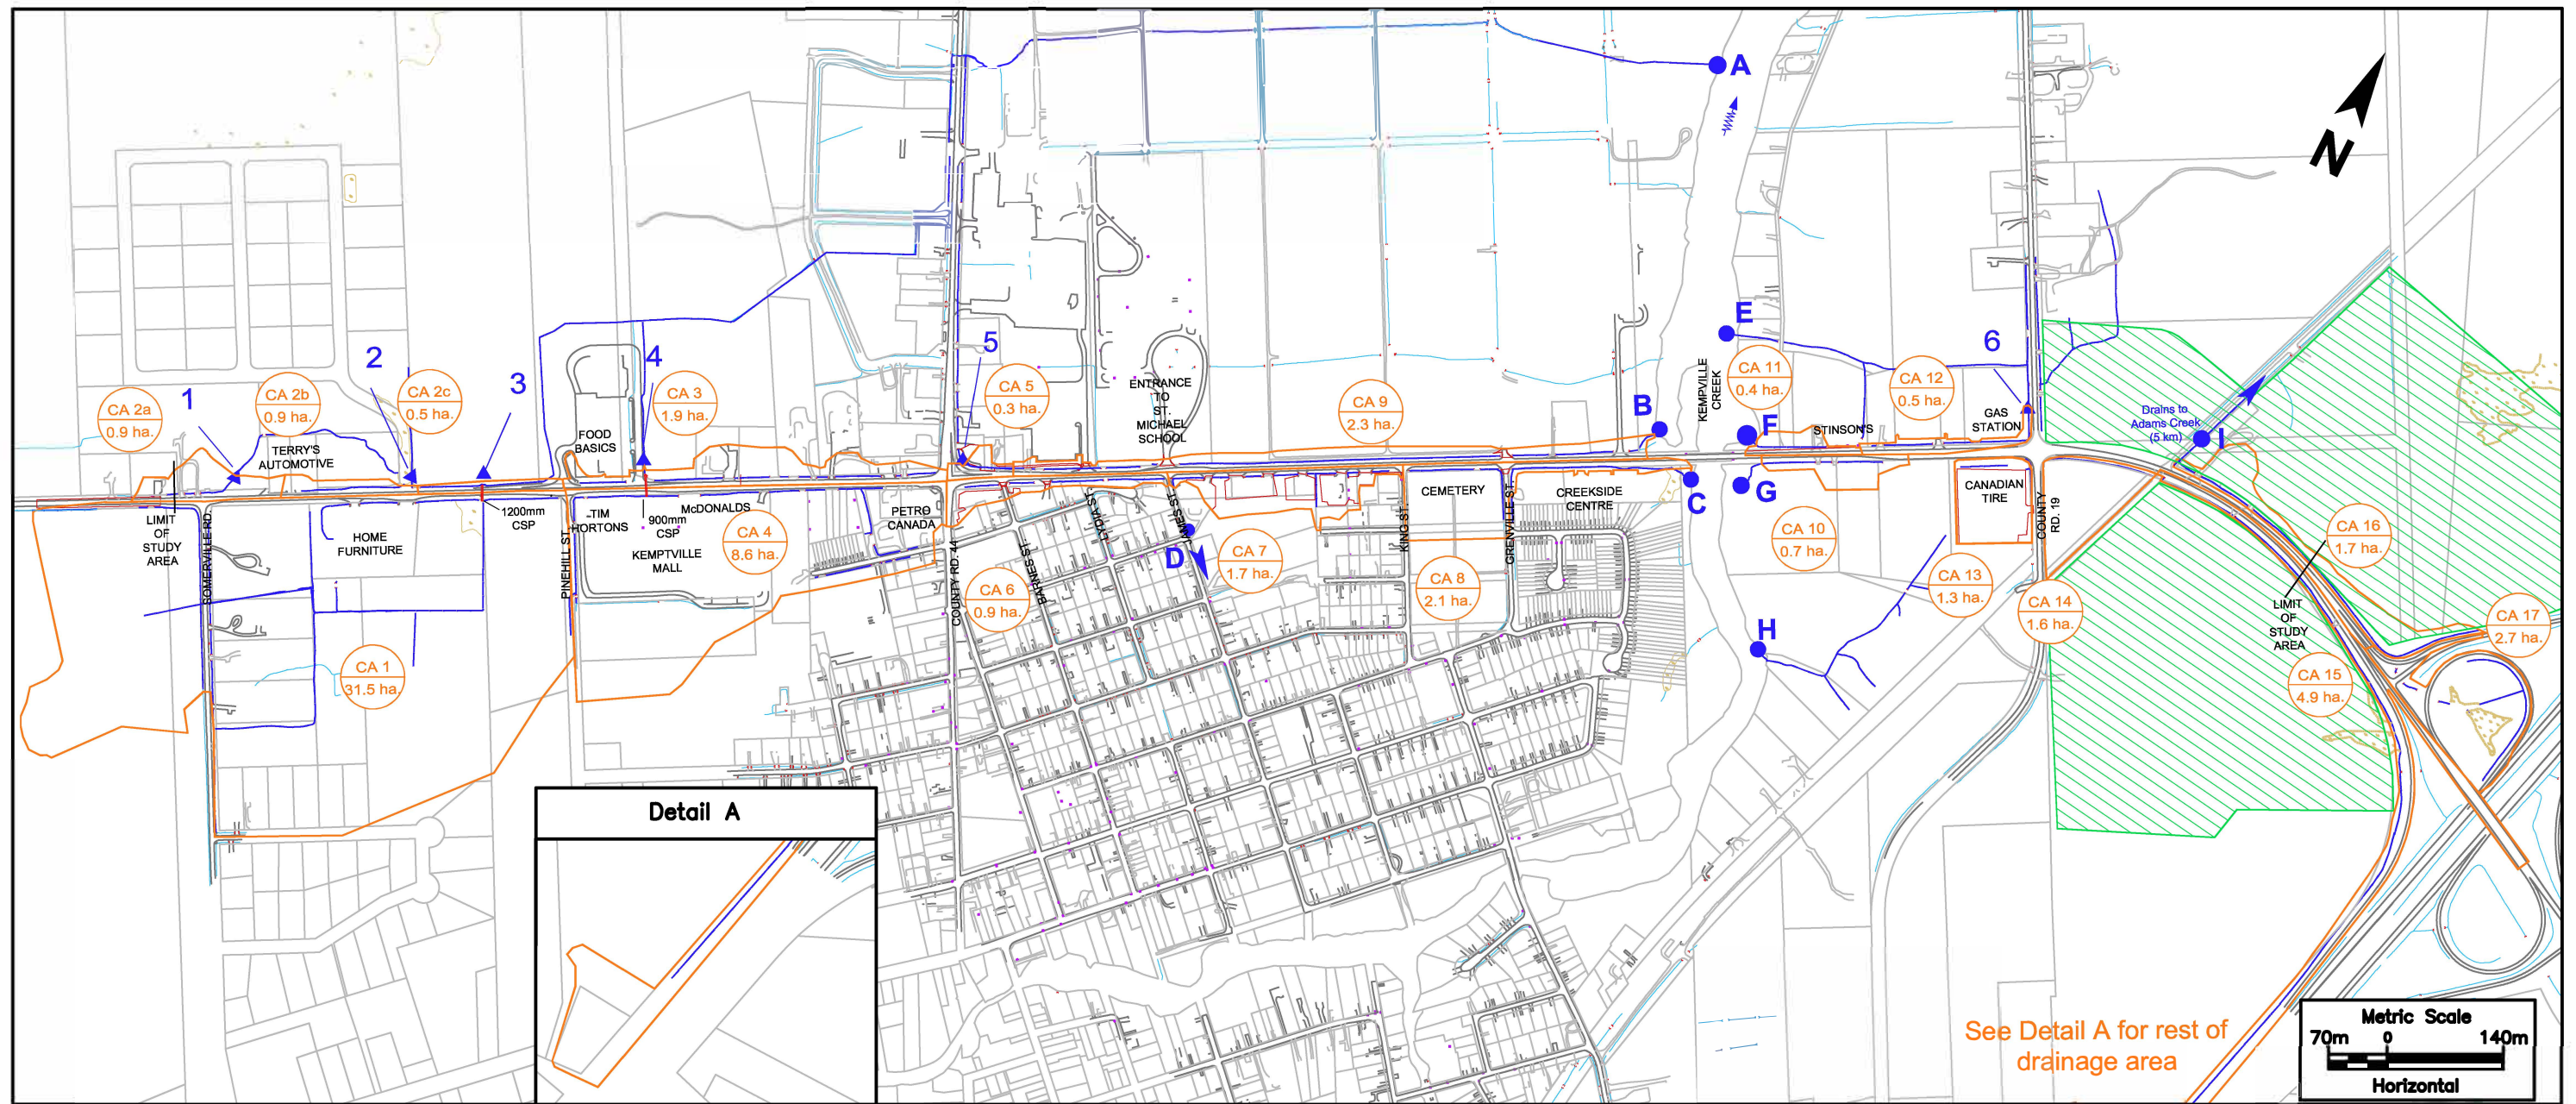 A
N
E
5
6
2
4
3
1
CA 11
0.4 ha.
KEMPVILLE
CREEK
CA 12
0.5 ha.
CA 2a
0.9 ha.
CA 2b
0.9 ha.
CA 2c
0.5 ha.
CA 3
1.9 ha.
CA 5
0.3 ha.
ENTRANCE
TO
ST.
MICHAEL
SCHOOL
CA 9
2.3 ha.
B
F
STINSON'S
GAS
STATION
Drains to
Adams Creek
(5 km)
I
TERRY'S
AUTOMOTIVE
FOOD
BASICS
LIMIT
OF
STUDY
AREA
SOMERVILLE RD.
HOME
FURNITURE
1200mm
CSP
PINEHILL ST.
TIM
HORTONS
900mm
CSP
McDONALDS
KEMPTVILLE
MALL
CA 4
8.6 ha.
PETRO
CANADA
COUNTY RD. 44
CA 6
0.9 ha.
BARNES ST.
LYDIA ST.
JAMES ST.
D
CA 7
1.7 ha.
KING ST.
CEMETERY
CA 8
2.1 ha.
GRENVILLE ST.
CREEKSIDE
CENTRE
C
G
CA 10
0.7 ha.
H
CANADIAN
TIRE
COUNTY
RD. 19
CA 13
1.3 ha.
CA 14
1.6 ha.
CA 16
1.7 ha.
LIMIT
OF
STUDY
AREA
CA 17
2.7 ha.
CA 15
4.9 ha.
CA 1
31.5 ha.
Detail A
See Detail A for rest of
drainage area
Metric Scale
70m 0 140m
Horizontal